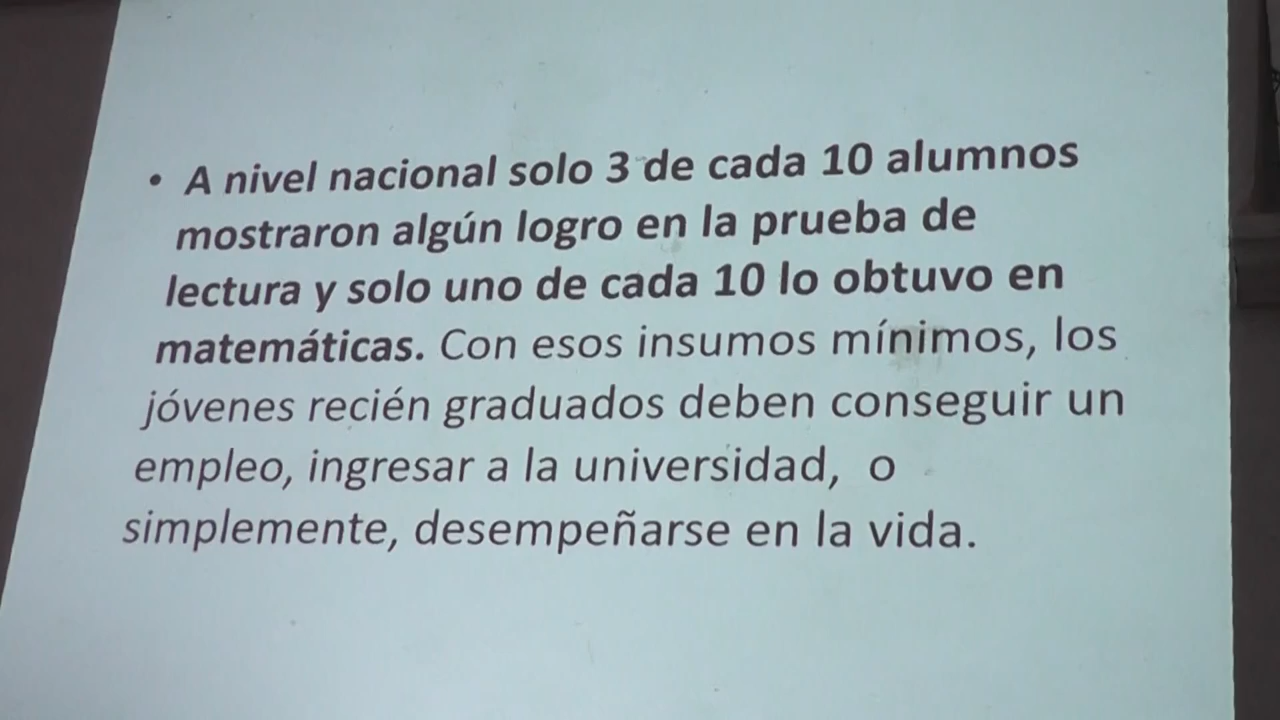 • A nivel nacional solo 3 de cada 10 alumnos
mostraron algún logro en la prueba de
lectura y solo uno de cada 10 lo obtuvo en
matemáticas. Con esos insumos mínimos, los
jóvenes recién graduados deben conseguir un
empleo, ingresar a la universidad, o
simplemente, desempeñarse en la vida.